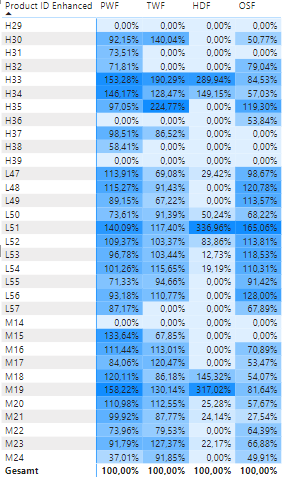 Product ID Enhanced PWF TWF HDF OSF
H29 0,00% 0,00% 0,00% 0,00%
H30 92,15% 140,04% 0,00% 50,77%
H31 73,51% 0,00% 0,00% 0,00%
H32 71,81% 0,00% 0,00% 79,04%
H33 153,28% 190,29% 289,94% 84,53%
H34 146,17% 128,47% 149,15% 57,03%
H35 97,05% 224,77% 0,00% 119,30%
H36 0,00% 0,00% 0,00% 53,84%
H37 98,51% 86,52% 0,00% 0,00%
H38 58,41% 0,00% 0,00% 0,00%
H39 0,00% 0,00% 0,00% 0,00%
L47 113,91% 69,08% 29,42% 98,67%
L48 115,27% 91,43% 0,00% 120,78%
L49 89,15% 67,22% 0,00% 113,57%
L50 73,61% 91,39% 50,24% 68,22%
L51 140,09% 117,40% 336,96% 165,06%
L52 109,37% 103,37% 83,86% 113,81%
L53 96,78% 103,44% 12,73% 118,53%
L54 101,26% 115,65% 19,19% 110,31%
L55 71,33% 94,66% 0,00% 91,42%
L56 93,18% 110,77% 0,00% 128,00%
L57 87,17% 0,00% 0,00% 67,89%
M14 0,00% 0,00% 0,00% 0,00%
M15 133,64% 67,85% 0,00% 0,00%
M16 111,44% 113,01% 0,00% 70,89%
M17 84,06% 120,47% 0,00% 53,47%
M18 120,11% 86,18% 145,32% 54,07%
M19 158,22% 130,14% 317,02% 81,64%
M20 110,98% 112,55% 25,28% 57,67%
M21 99,92% 87,77% 24,14% 27,54%
M22 73,96% 79,53% 0,00% 64,39%
M23 91,79% 127,37% 22,17% 66,88%
M24 37,01% 91,85% 0,00% 49,91%
Gesamt 100,00% 100,00% 100,00% 100,00%